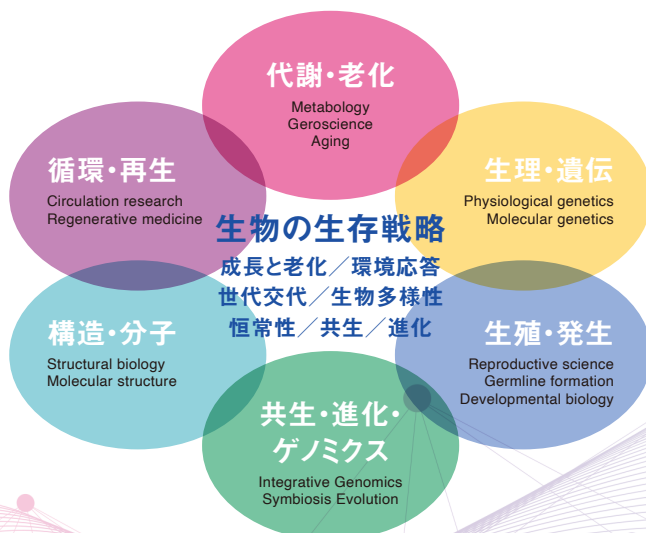 代謝・老化
Metabology
Geroscience
Aging
循環・再生
Circulation research
Regenerative medicine
生理・遺伝
Physiological genetics
Molecular genetics
生物の生存戦略
成長と老化／環境応答
世代交代／生物多様性
恒常性／共生／進化
構造・分子
Structural biology
Molecular structure
生殖・発生
Reproductive science
Germline formation
Developmental biology
共生・進化・
ゲノミクス
Integrative Genomics
Symbiosis Evolution